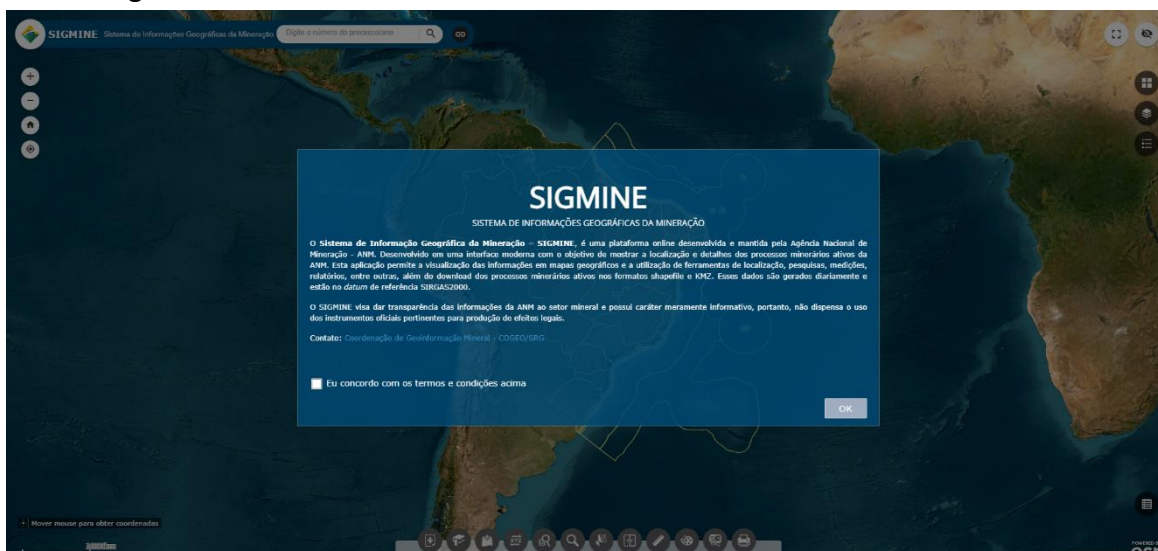 SIGMINE Sistema de Informações Geográficas da Mineração
Digite o número do processo/ano
SIGMINE
SISTEMA DE INFORMAÇÕES GEOGRÁFICAS DA MINERAÇÃO
O Sistema de Informação Geográfica da Mineração – SIGMINE, é uma plataforma online desenvolvida e mantida pela Agência Nacional de
Mineração - ANM. Desenvolvido em uma interface moderna com o objetivo de mostrar a localização e detalhes dos processos minerários ativos da
ANM. Esta aplicação permite a visualização das informações em mapas geográficos e a utilização de ferramentas de localização, pesquisas, medições,
relatórios, entre outras, além do download dos processos minerários ativos nos formatos shapefile e KMZ. Esses dados são gerados diariamente e
estão no datum de referência SIRGAS2000.
O SIGMINE visa dar transparência das informações da ANM ao setor mineral e possui caráter meramente informativo, portanto, não dispensa o uso
dos instrumentos oficiais pertinentes para produção de efeitos legais.
Contato: Coordenação de Geoinformação Mineral - COGEO/SRG
Eu concordo com os termos e condições acima
OK
Mover mouse para obter coordenadas
POWERED